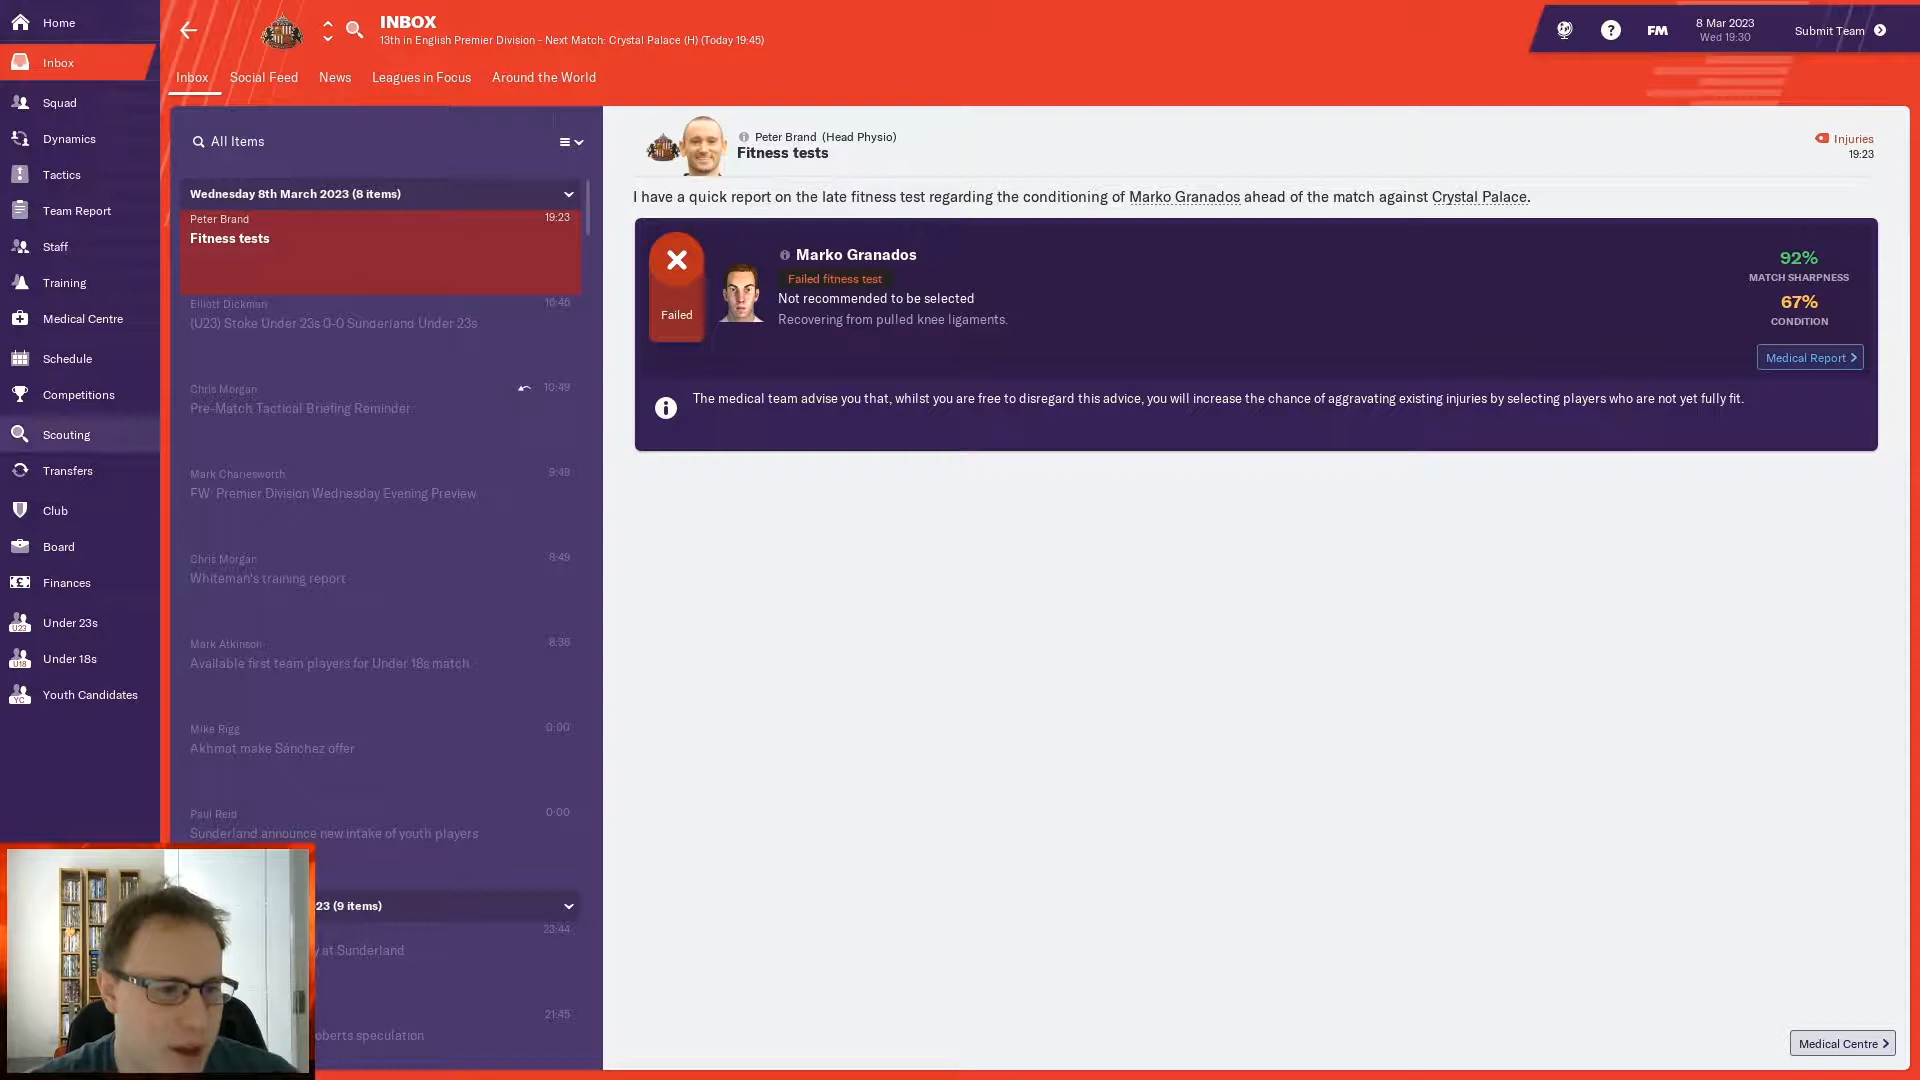 Home
Inbox
Squad
Dynamics
Tactics
Team Report
Staff
Training
Medical Centre
Schedule
Competitions
Scouting
Transfers
Club
Board
Finances
U23 Under 23s
U18 Under 18s
YC Youth Candidates
INBOX
13th in English Premier Division - Next Match: Crystal Palace (H) (Today 19:45)
FM
8 Mar 2023
Wed 19:30
Submit Team
Inbox Social Feed News Leagues in Focus Around the World
All Items
Wednesday 8th March 2023 (8 items)
Peter Brand 19:23
Fitness tests
Elliott Dickman 16:46
(U23) Stoke Under 23s 0-0 Sunderland Under 23s
Chris Morgan 10:49
Pre-Match Tactical Briefing Reminder
Mark Charlesworth 9:49
FW: Premier Division Wednesday Evening Preview
Chris Morgan 8:49
Whiteman's training report
Mark Atkinson 8:38
Available first team players for Under 18s match
Mike Rigg 0:00
Akhmat make Sánchez offer
Paul Reid 0:00
Sunderland announce new intake of youth players
23 (9 items)
23:44
y at Sunderland
21:45
oberts speculation
Peter Brand (Head Physio)
Fitness tests
Injuries
19:23
I have a quick report on the late fitness test regarding the conditioning of Marko Granados ahead of the match against Crystal Palace.
Failed
Marko Granados
Failed fitness test
Not recommended to be selected
Recovering from pulled knee ligaments.
92%
MATCH SHARPNESS
67%
CONDITION
Medical Report
The medical team advise you that, whilst you are free to disregard this advice, you will increase the chance of aggravating existing injuries by selecting players who are not yet fully fit.
Medical Centre